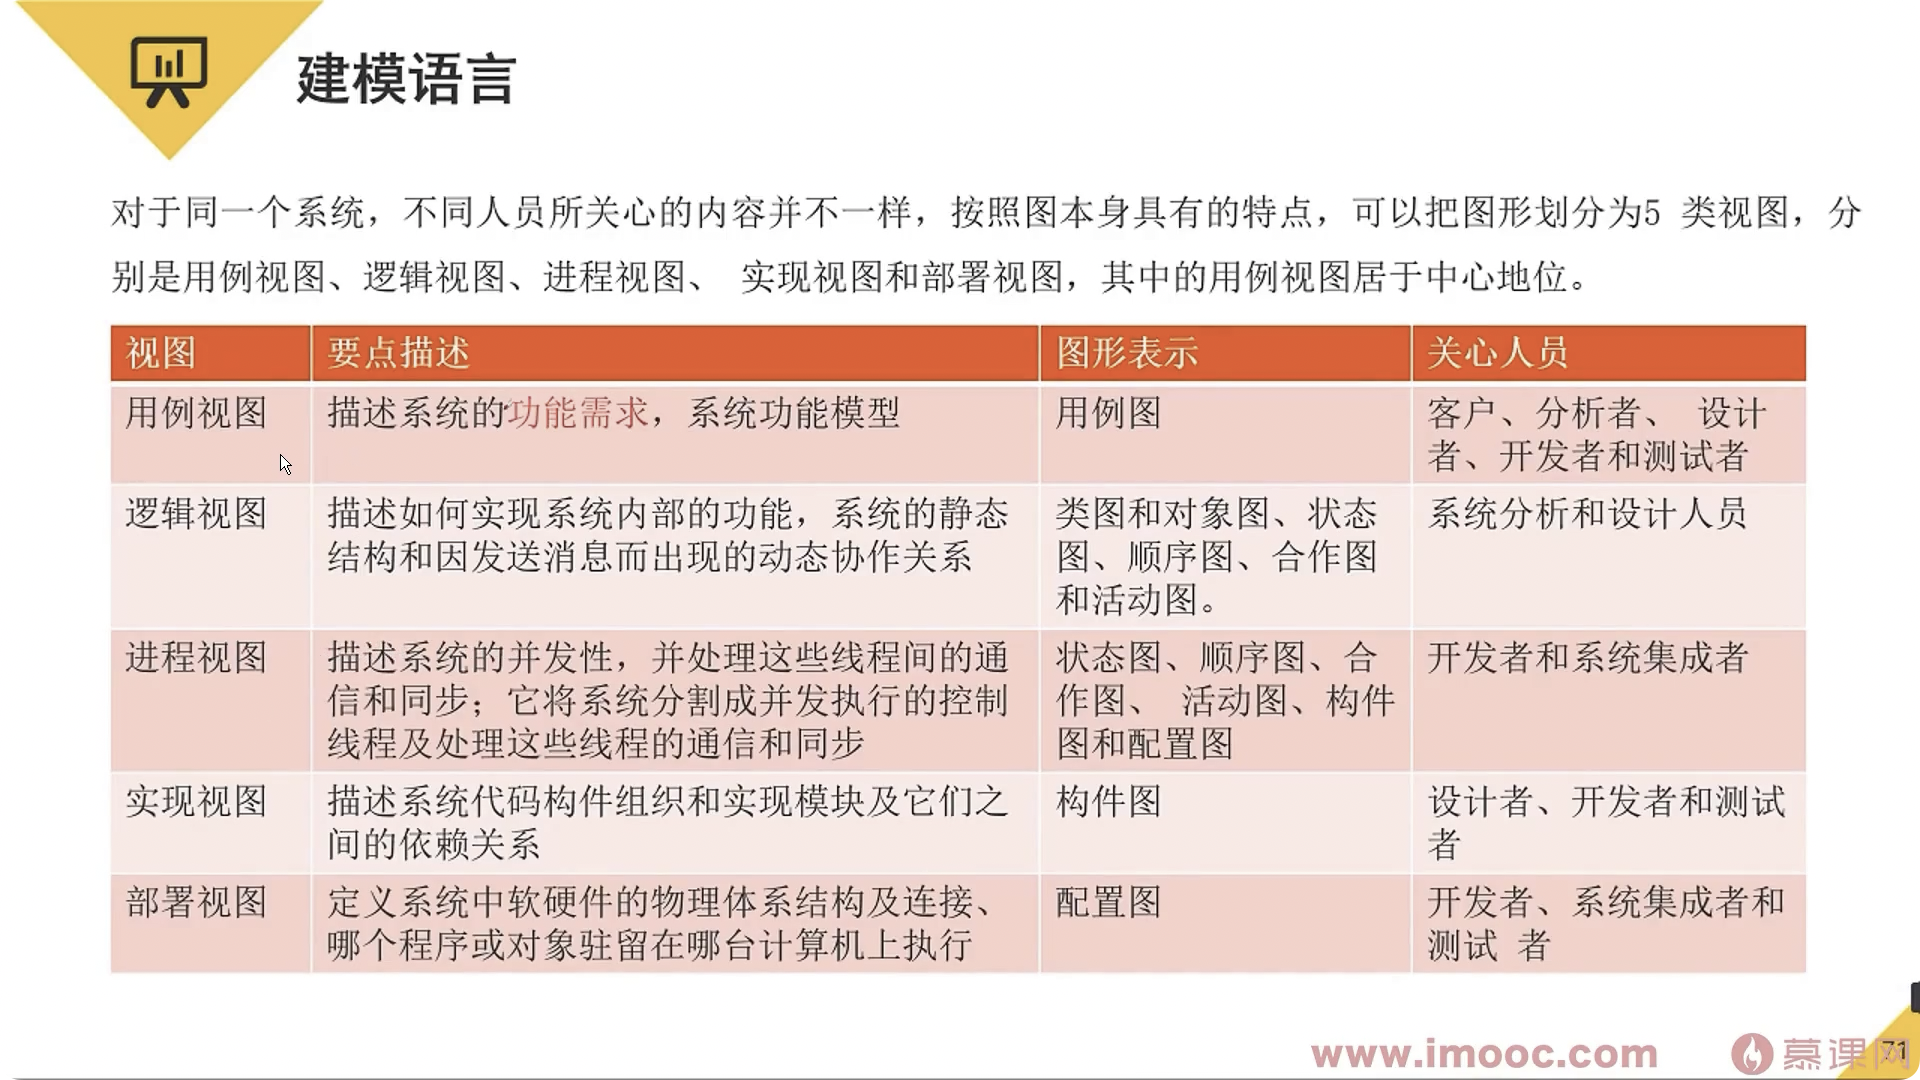 建模语言
对于同一个系统，不同人员所关心的内容并不一样，按照图本身具有的特点，可以把图形划分为5 类视图，分
别是用例视图、逻辑视图、进程视图、 实现视图和部署视图，其中的用例视图居于中心地位。
视图 要点描述 图形表示 关心人员
用例视图 描述系统的功能需求，系统功能模型 用例图 客户、分析者、 设计
者、开发者和测试者
逻辑视图 描述如何实现系统内部的功能，系统的静态 类图和对象图、状态 系统分析和设计人员
结构和因发送消息而出现的动态协作关系 图、顺序图、合作图
和活动图。
进程视图 描述系统的并发性，并处理这些线程间的通 状态图、顺序图、合 开发者和系统集成者
信和同步；它将系统分割成并发执行的控制 作图、 活动图、构件
线程及处理这些线程的通信和同步 图和配置图
实现视图 描述系统代码构件组织和实现模块及它们之 构件图 设计者、开发者和测试
间的依赖关系 者
部署视图 定义系统中软硬件的物理体系结构及连接、 配置图 开发者、系统集成者和
哪个程序或对象驻留在哪台计算机上执行 测试 者
www.imooc.com 慕课网 71